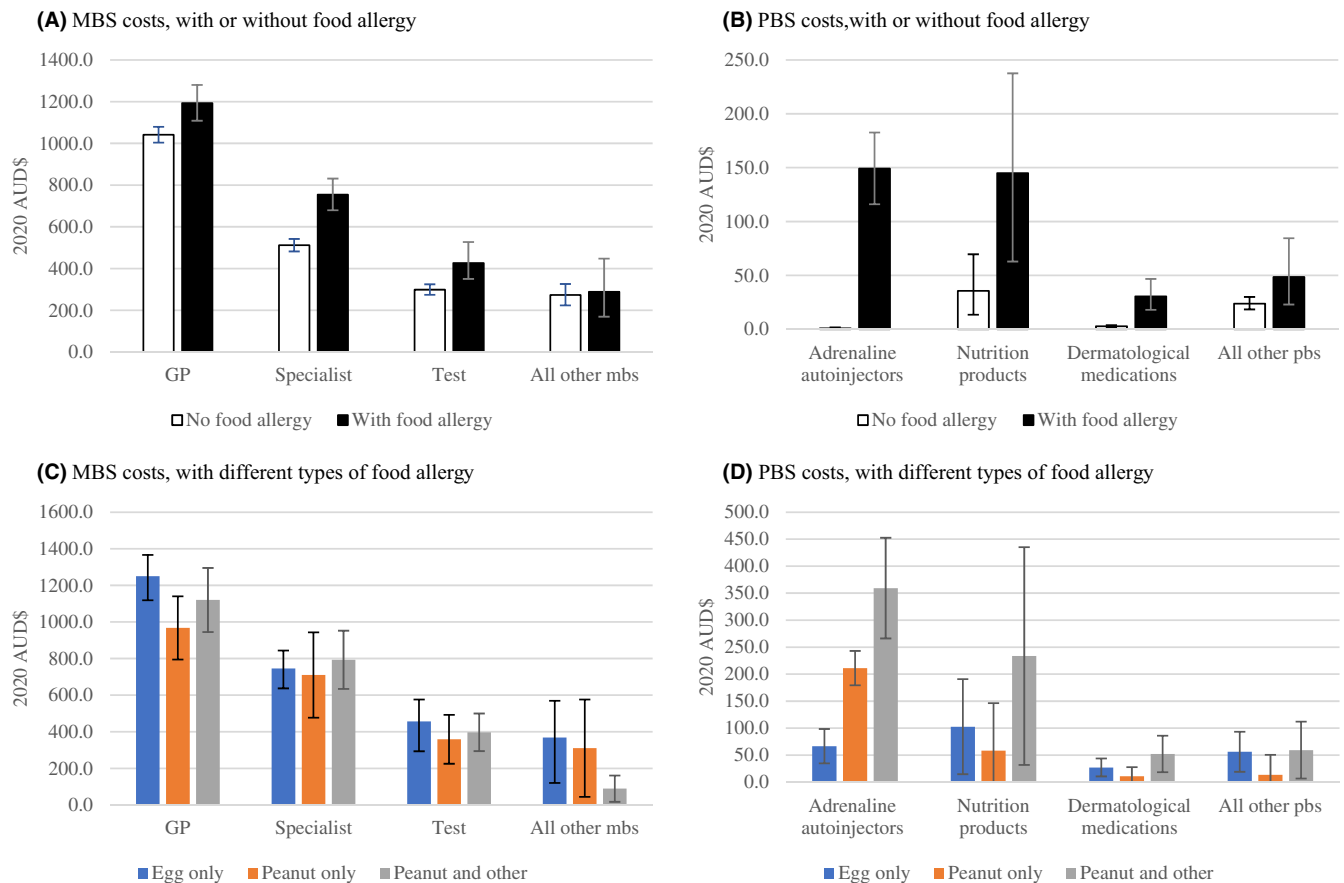 (A) MBS costs, with or without food allergy
1400.0
1200.0
1000.0
800.0
600.0
400.0
200.0
0.0
2020 AUD$
GP
Specialist
Test
All other mbs
No food allergy
With food allergy
(B) PBS costs,with or without food allergy
250.0
200.0
150.0
100.0
50.0
0.0
2020 AUD$
Adrenaline
autoinjectors
Nutrition
products
Dermatological
medications
All other pbs
No food allergy
With food allergy
(C) MBS costs, with different types of food allergy
1600.0
1400.0
1200.0
1000.0
800.0
600.0
400.0
200.0
0.0
2020 AUD$
GP
Specialist
Test
All other mbs
Egg only
Peanut only
Peanut and other
(D) PBS costs, with different types of food allergy
500.0
450.0
400.0
350.0
300.0
250.0
200.0
150.0
100.0
50.0
0.0
2020 AUD$
Adrenaline
autoinjectors
Nutrition
products
Dermatological
medications
All other pbs
Egg only
Peanut only
Peanut and other